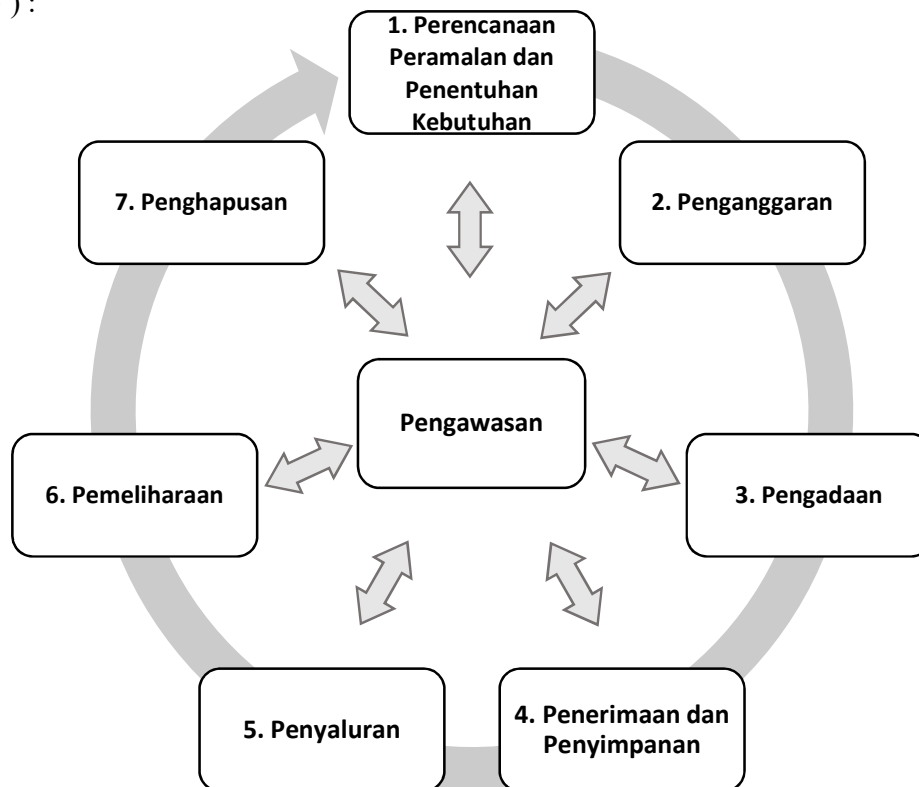 ) :
1. Perencanaan
Peramalan dan
Penentuhan
Kebutuhan
2. Penganggaran
3. Pengadaan
4. Penerimaan dan
Penyimpanan
5. Penyaluran
6. Pemeliharaan
7. Penghapusan
Pengawasan